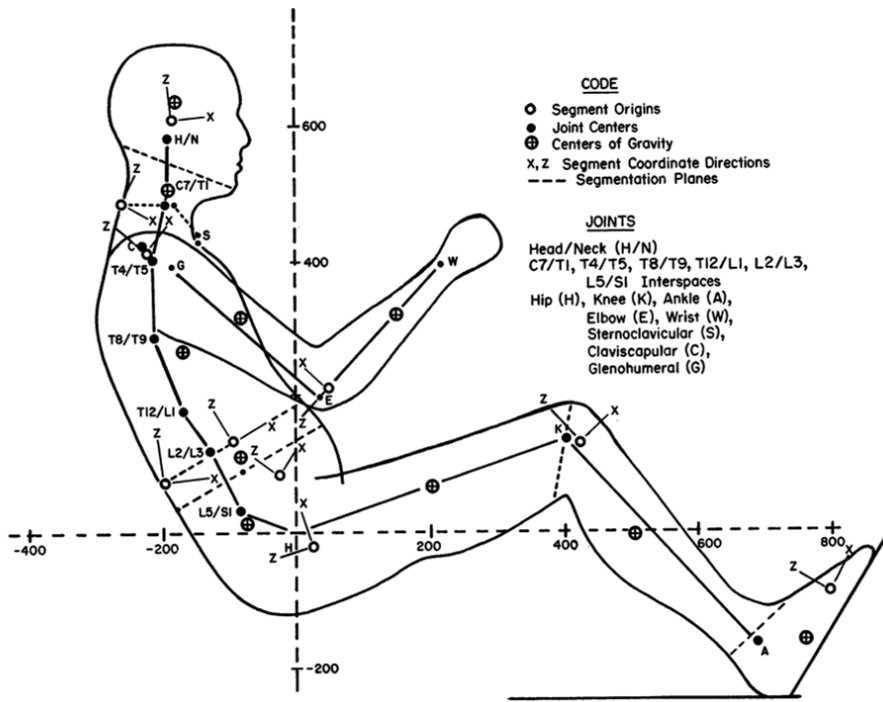 CODE
Segment Origins
Joint Centers
Centers of Gravity
X, Z Segment Coordinate Directions
Segmentation Planes
JOINTS
Head/Neck (H/N)
C7/T1, T4/T5, T8/T9, T12/L1, L2/L3,
L5/S1 Interspaces
Hip (H), Knee (K), Ankle (A),
Elbow (E), Wrist (W),
Sternoclavicular (S),
Claviscapular (C),
Glenohumeral (G)
Z
X
600
H/N
Z
C7/T1
Z
X
X
S
C
T4/T5
G
400
W
T8/T9
X
E
T12/L1
Z
X
Z
Z
L2/L3
Z
X
X
L5/S1
X
H
Z
Z
X
K
-400
-200
200
400
600
800
Z
X
A
-200